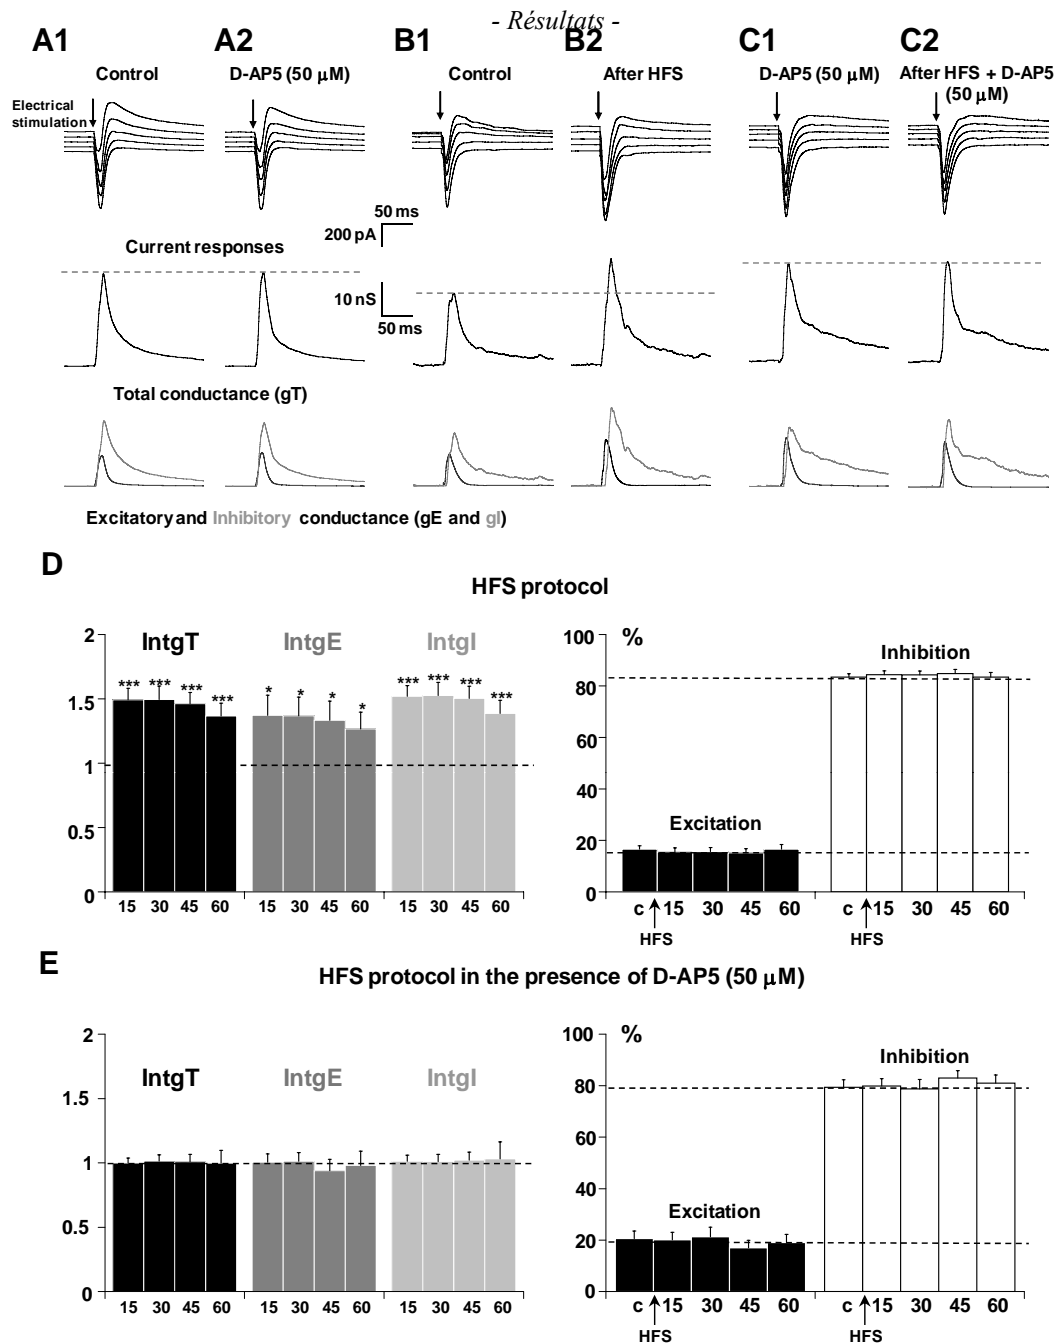 - Résultats -
A1 A2 B1 B2 C1 C2
Control D-AP5 (50 µM) Control After HFS D-AP5 (50 µM) After HFS + D-AP5 (50 µM)
Electrical stimulation
50 ms
200 pA
Current responses
10 nS
50 ms
Total conductance (gT)
Excitatory and Inhibitory conductance (gE and gI)
D
HFS protocol
2 1.5 1 0.5 0
IntgT IntgE IntgI
*** *** *** *** * * * * *** *** *** ***
15 30 45 60 15 30 45 60 15 30 45 60
100 80 60 40 20 0
%
Inhibition
Excitation
c 15 30 45 60 c 15 30 45 60
HFS HFS
E
HFS protocol in the presence of D-AP5 (50 µM)
2 1.5 1 0.5 0
IntgT IntgE IntgI
15 30 45 60 15 30 45 60 15 30 45 60
100 80 60 40 20 0
%
Inhibition
Excitation
c 15 30 45 60 c 15 30 45 60
HFS HFS